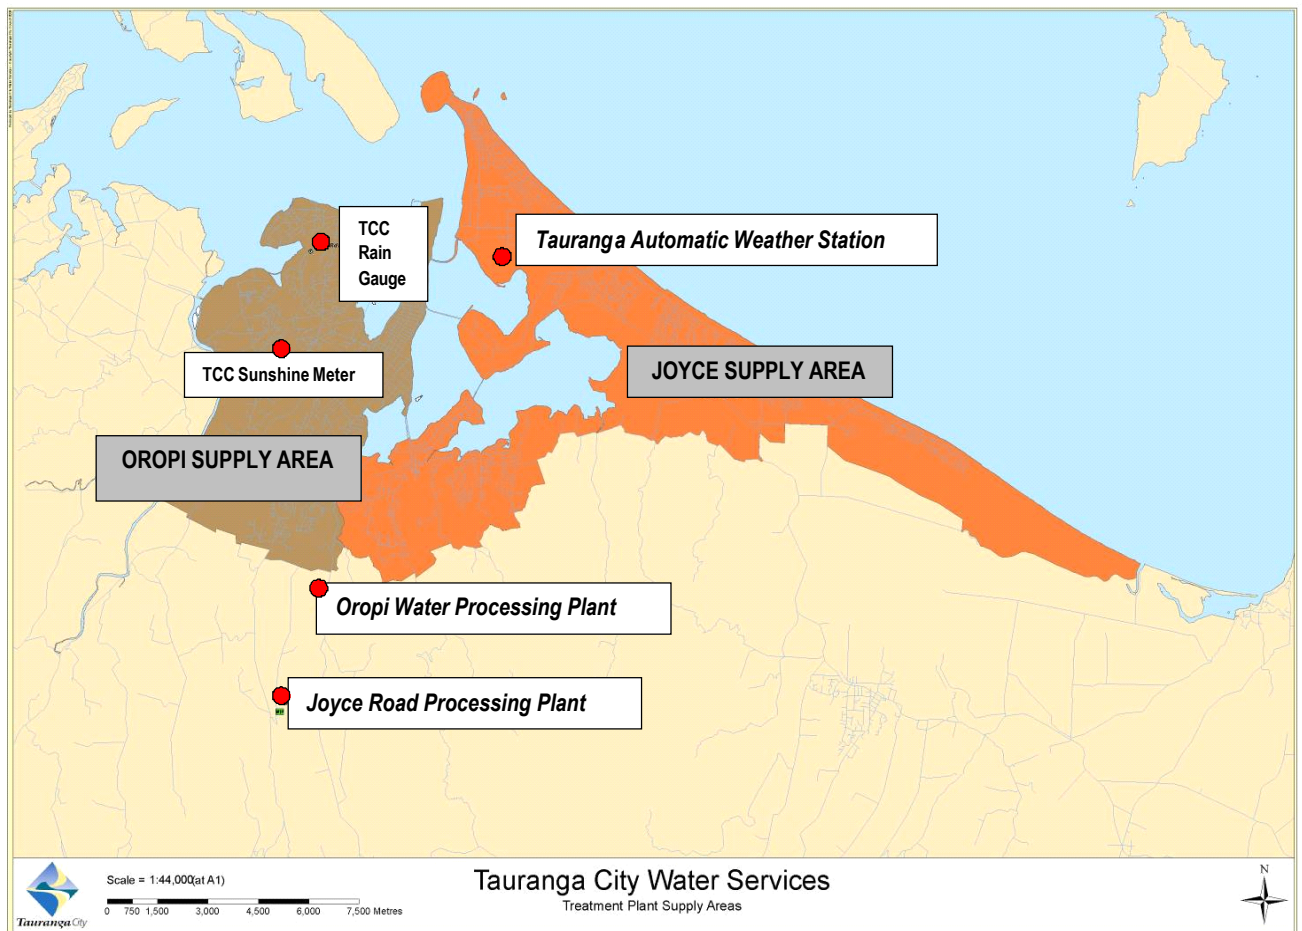 TCC
Rain
Gauge
Tauranga Automatic Weather Station
TCC Sunshine Meter
JOYCE SUPPLY AREA
OROPI SUPPLY AREA
Oropi Water Processing Plant
Joyce Road Processing Plant
Tauranga City
Scale = 1:44,000(at A1)
0 750 1,500 3,000 4,500 6,000 7,500 Metres
Tauranga City Water Services
Treatment Plant Supply Areas
N